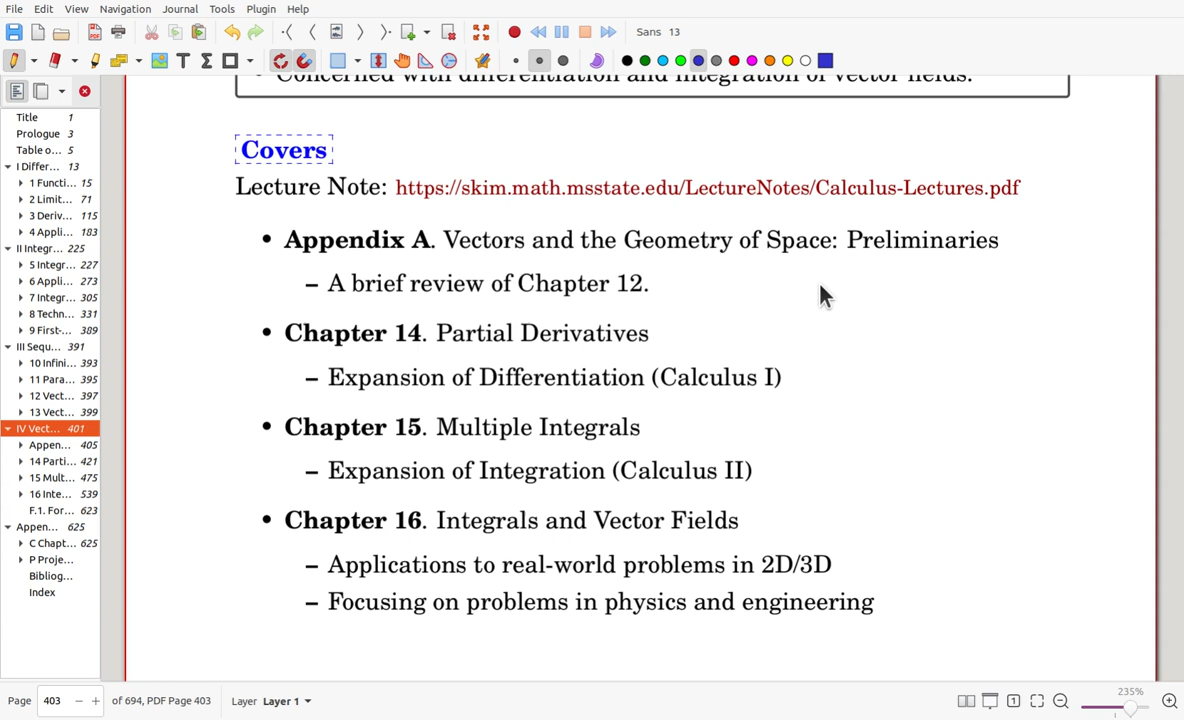 File Edit View Navigation Journal Tools Plugin Help
Sans 13
Title 1
Prologue 3
Table o... 5
I Differ... 13
1 Functi... 15
2 Limit... 71
3 Deriv... 115
4 Appli... 183
II Integr... 225
5 Integr... 227
6 Appli... 273
7 Integr... 305
8 Techn... 331
9 First-... 389
III Sequ... 391
10 Infini... 393
11 Para... 395
12 Vect... 397
13 Vect... 399
IV Vect... 401
Appen... 405
14 Parti... 421
15 Mult... 475
16 Inte... 539
F.1. For... 623
Appen... 625
C Chapt... 625
P Proje...
Bibliog...
Index
• Concerned with differentiation and integration of vector fields.
Covers
Lecture Note: https://skim.math.msstate.edu/LectureNotes/Calculus-Lectures.pdf
• Appendix A. Vectors and the Geometry of Space: Preliminaries
– A brief review of Chapter 12.
• Chapter 14. Partial Derivatives
– Expansion of Differentiation (Calculus I)
• Chapter 15. Multiple Integrals
– Expansion of Integration (Calculus II)
• Chapter 16. Integrals and Vector Fields
– Applications to real-world problems in 2D/3D
– Focusing on problems in physics and engineering
Page 403 − + of 694, PDF Page 403 Layer Layer 1 235%